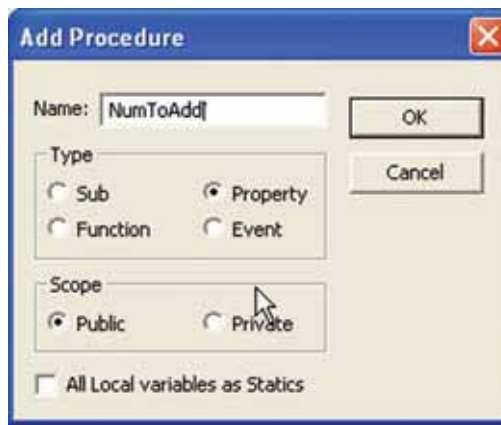 Add Procedure
Name: NumToAdd
OK
Cancel
Type
Sub
Property
Function
Event
Scope
Public
Private
All Local variables as Statics